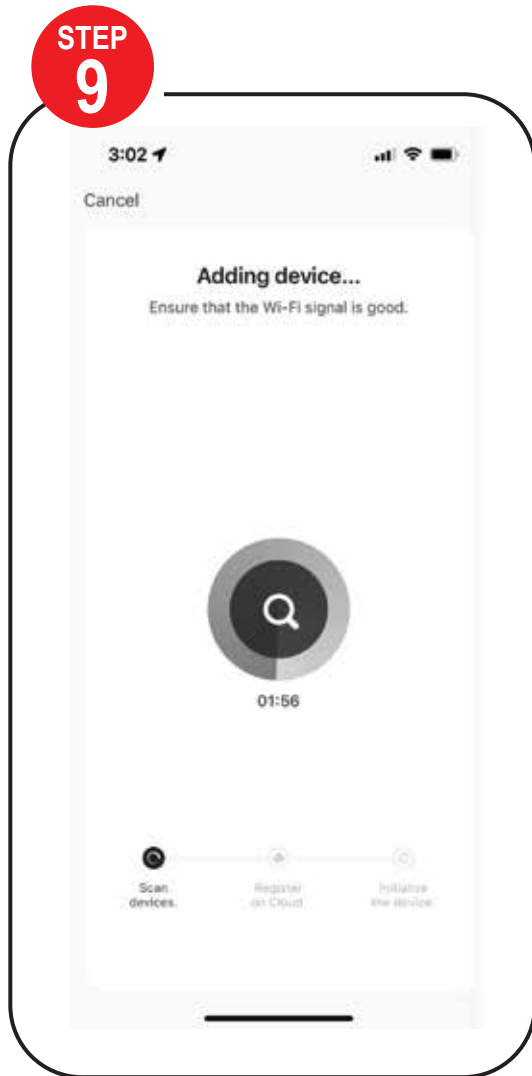 STEP
9
3:02
Cancel
Adding device...
Ensure that the Wi-Fi signal is good.
01:56
Scan
devices.
Register
on Cloud
Initialize
the device.